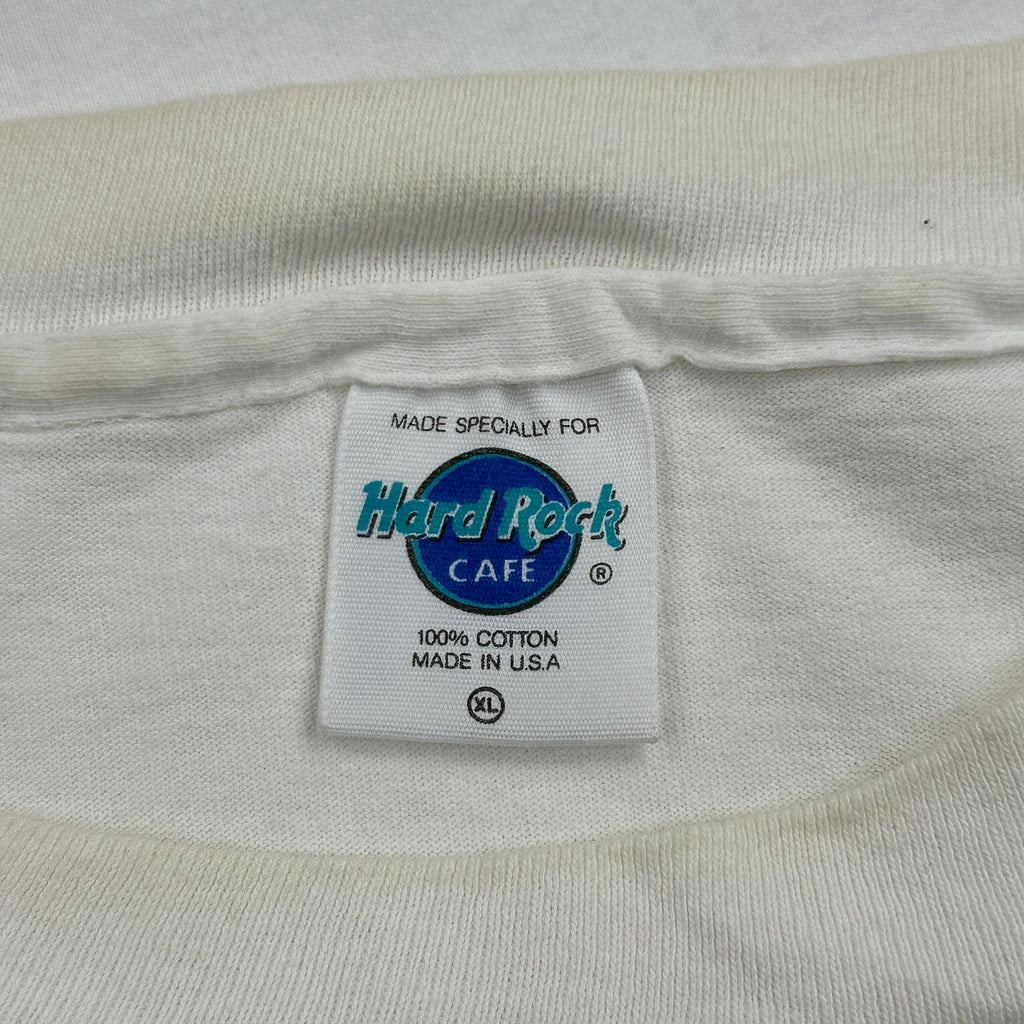 MADE SPECIALLY FOR
Hard Rock
CAFE
®
100% COTTON
MADE IN U.S.A
XL